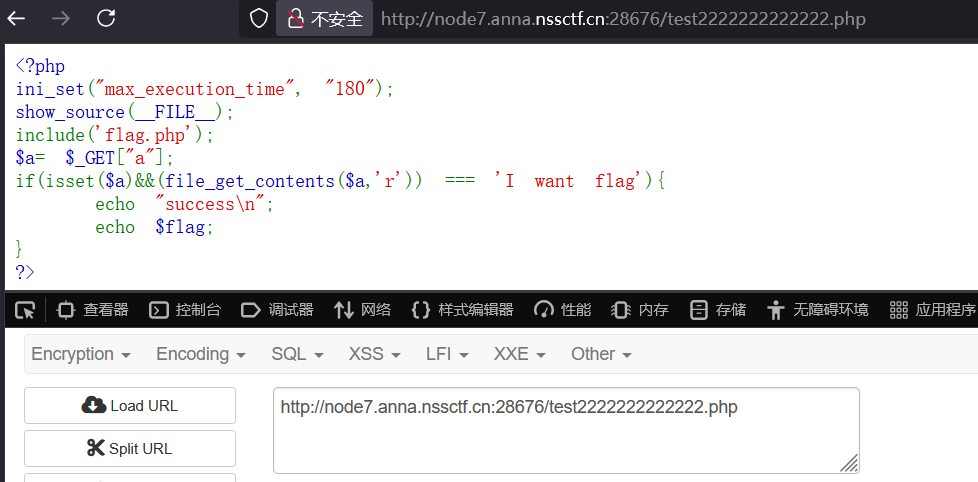 不安全 http://node7.anna.nssctf.cn:28676/test2222222222222.php
<?php
ini_set("max_execution_time", "180");
show_source(__FILE__);
include('flag.php');
$a= $_GET["a"];
if(isset($a)&&(file_get_contents($a,'r')) === 'I want flag'){
echo "success\n";
echo $flag;
}
?>
查看器 控制台 调试器 网络 样式编辑器 性能 内存 存储 无障碍环境 应用程序
Encryption Encoding SQL XSS LFI XXE Other
Load URL
http://node7.anna.nssctf.cn:28676/test2222222222222.php
Split URL